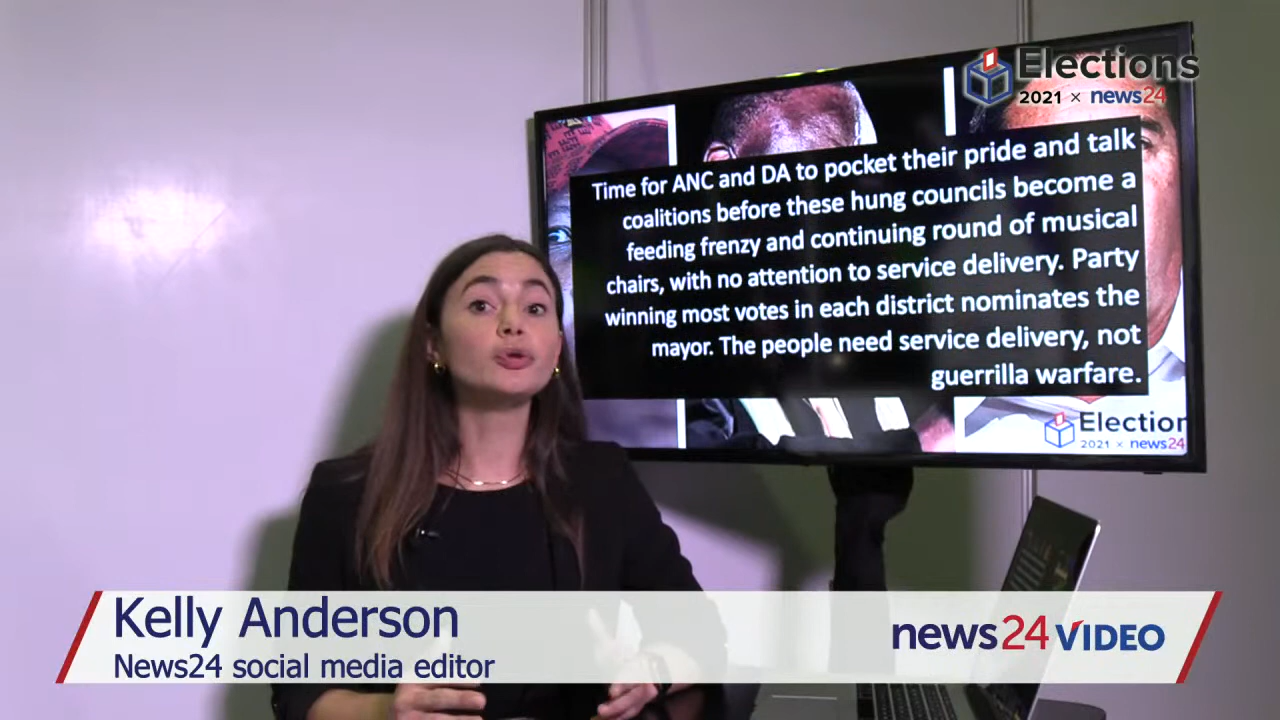 Elections
2021 × news24
Time for ANC and DA to pocket their pride and talk
coalitions before these hung councils become a
feeding frenzy and continuing round of musical
chairs, with no attention to service delivery. Party
winning most votes in each district nominates the
mayor. The people need service delivery, not
guerrilla warfare.
Election
2021 × news24
Kelly Anderson
News24 social media editor
news24 VIDEO